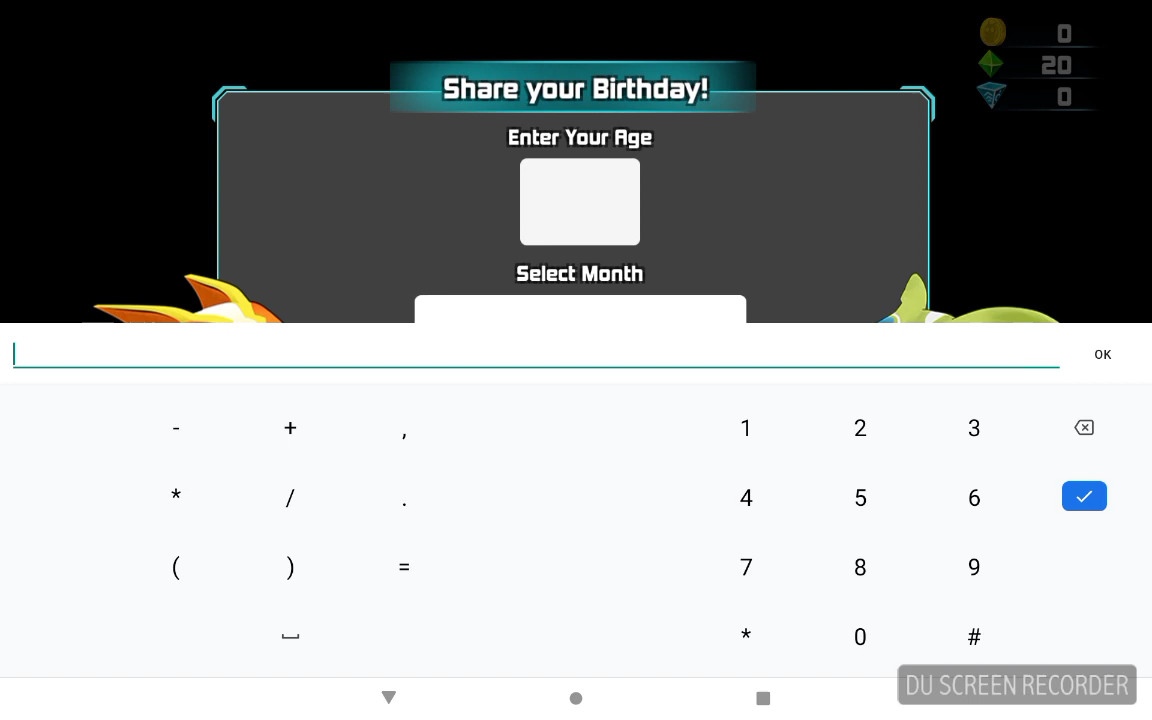 0
20
0
Share your Birthday!
Enter Your Age
Select Month
OK
- + , 1 2 3
* / . 4 5 6
( ) = 7 8 9
* 0 #
DU SCREEN RECORDER